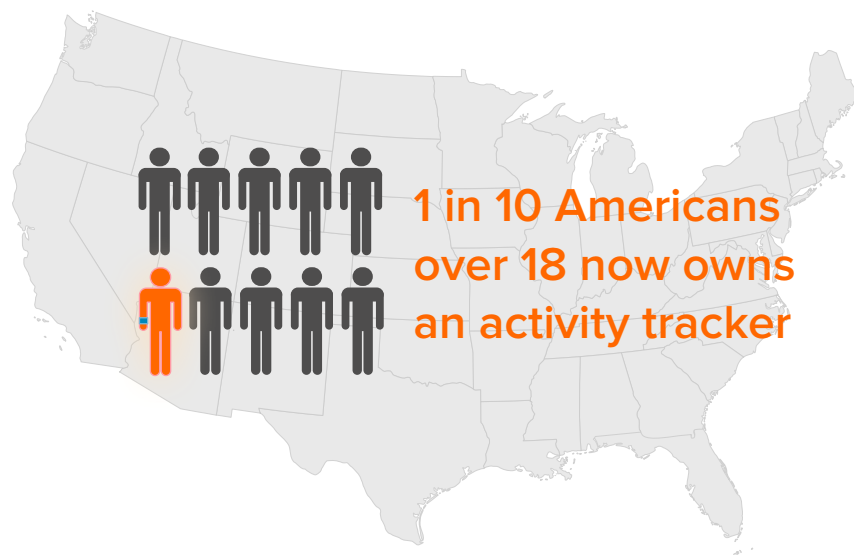 1 in 10 Americans
over 18 now owns
an activity tracker